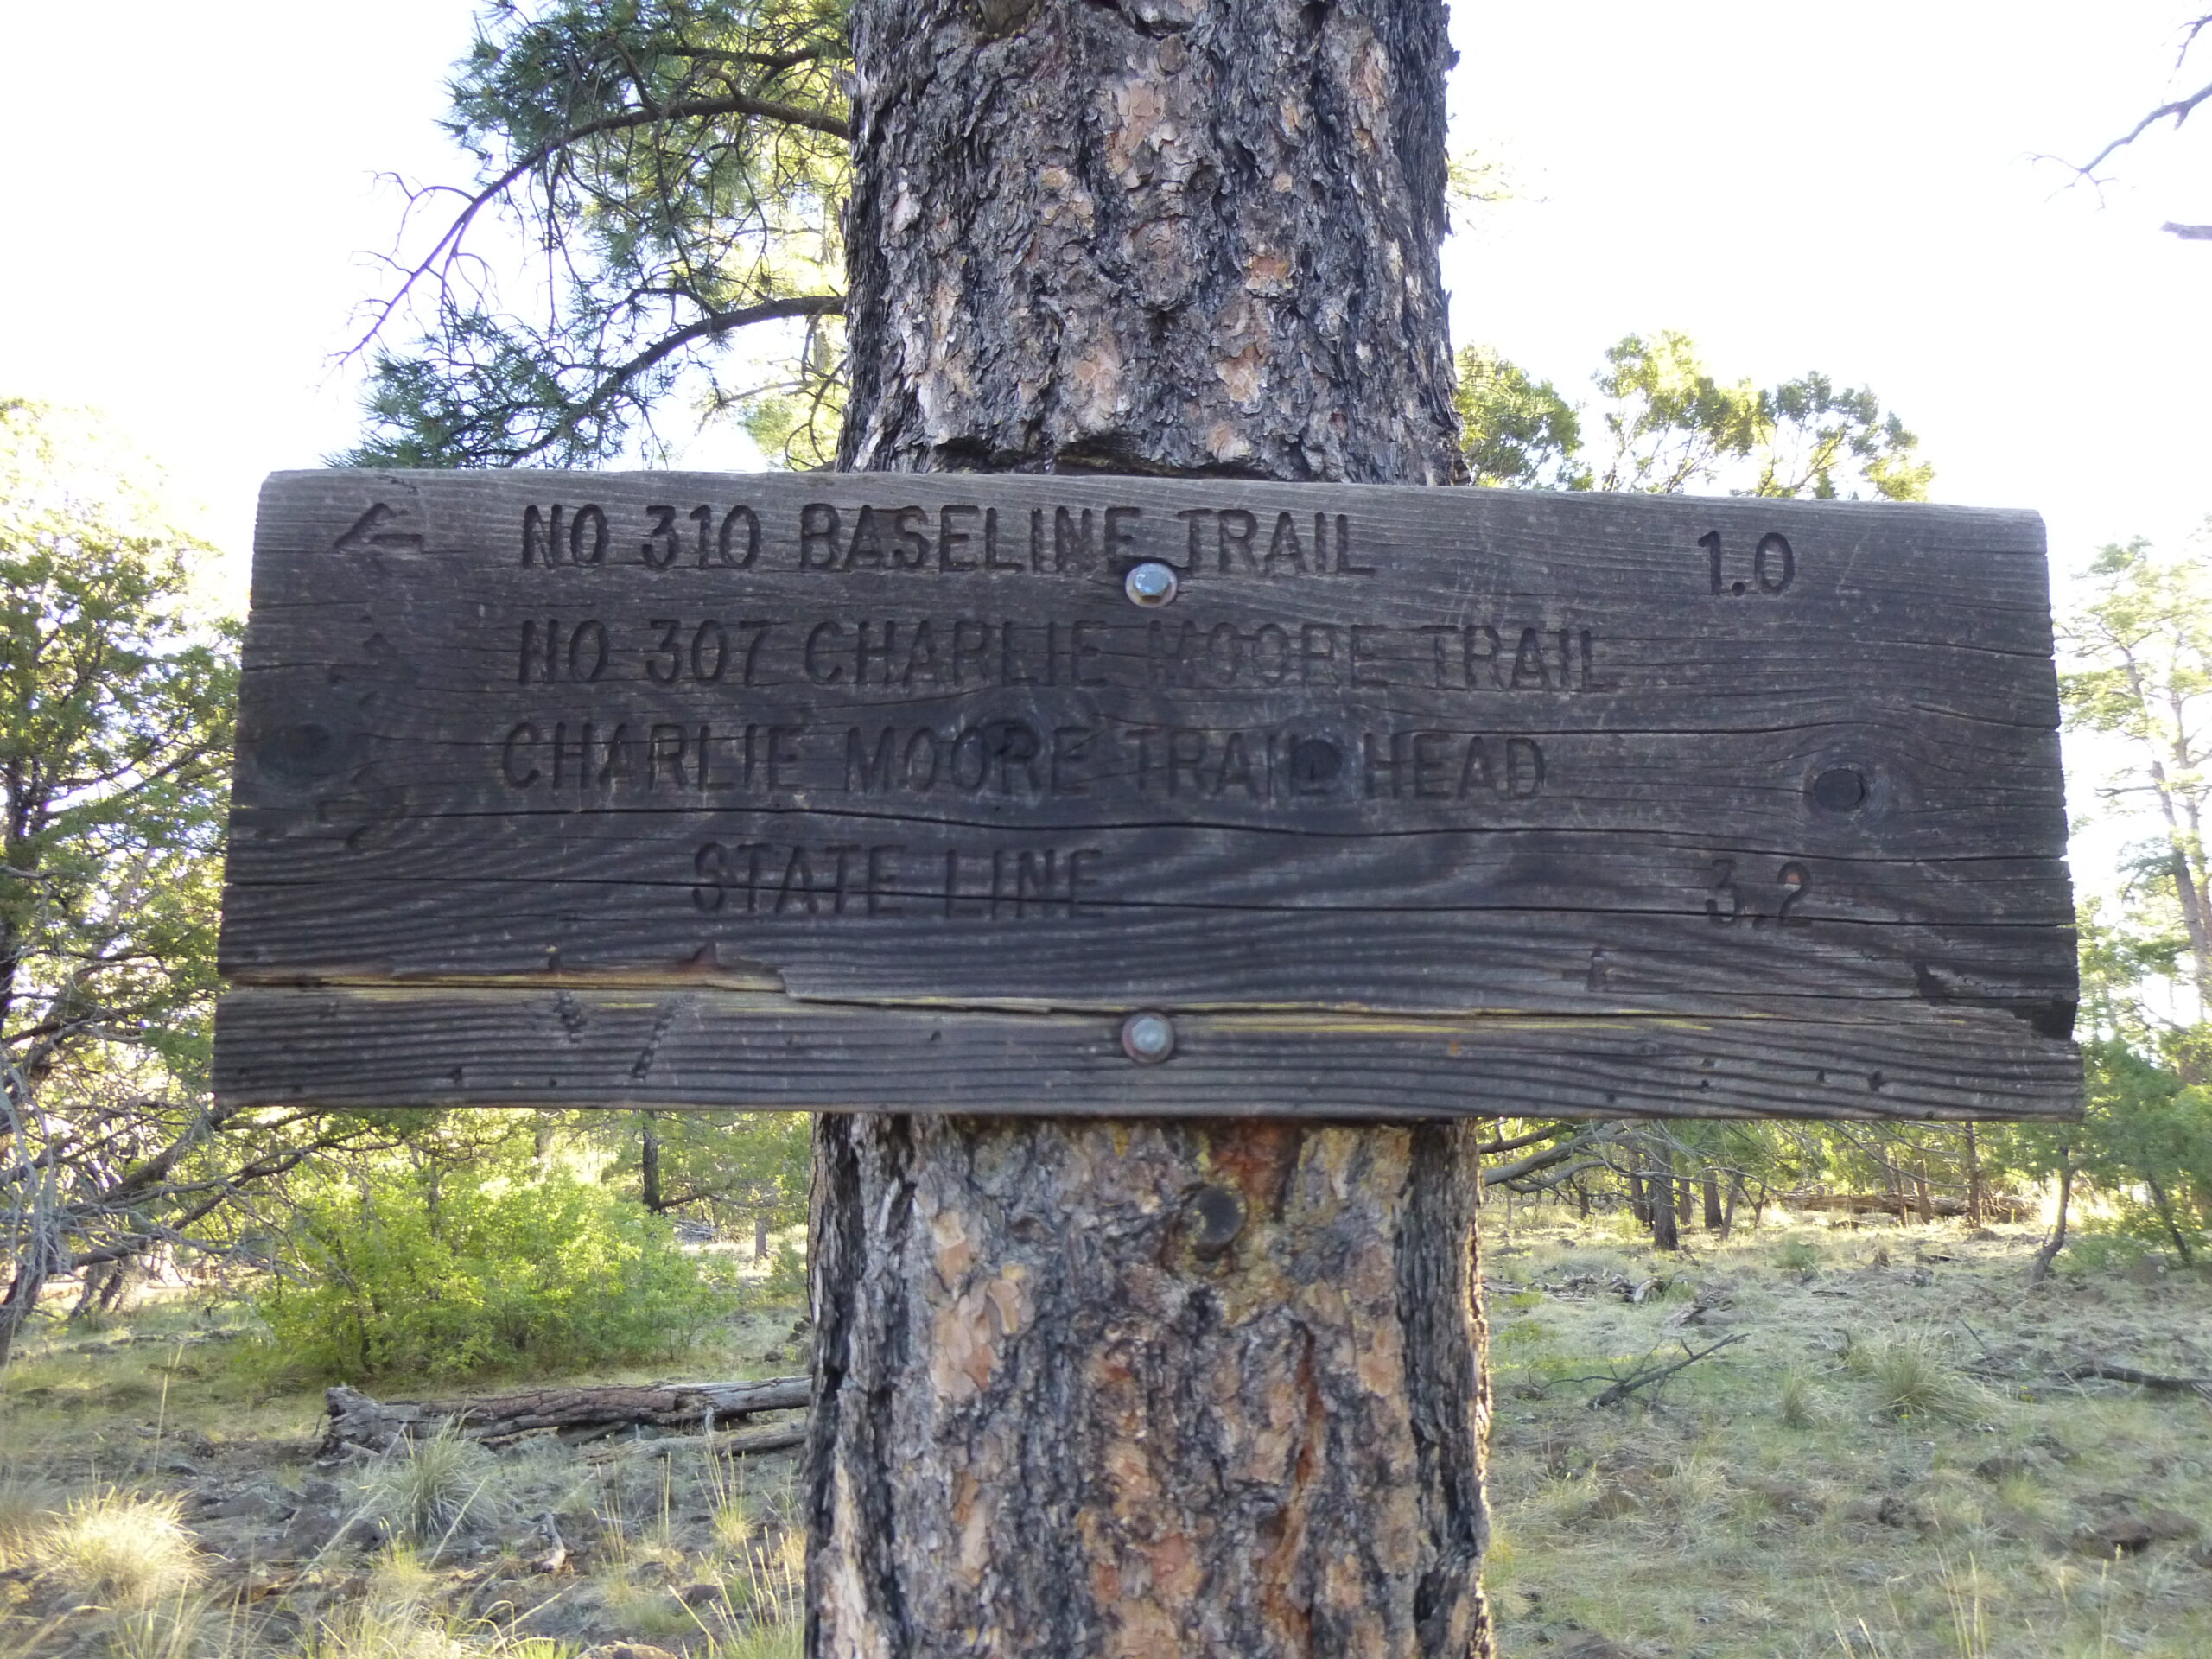 ← NO 310 BASELINE TRAIL 1.0
NO 307 CHARLIE MOORE TRAIL
CHARLIE MOORE TRAIL HEAD
STATE LINE 3.2